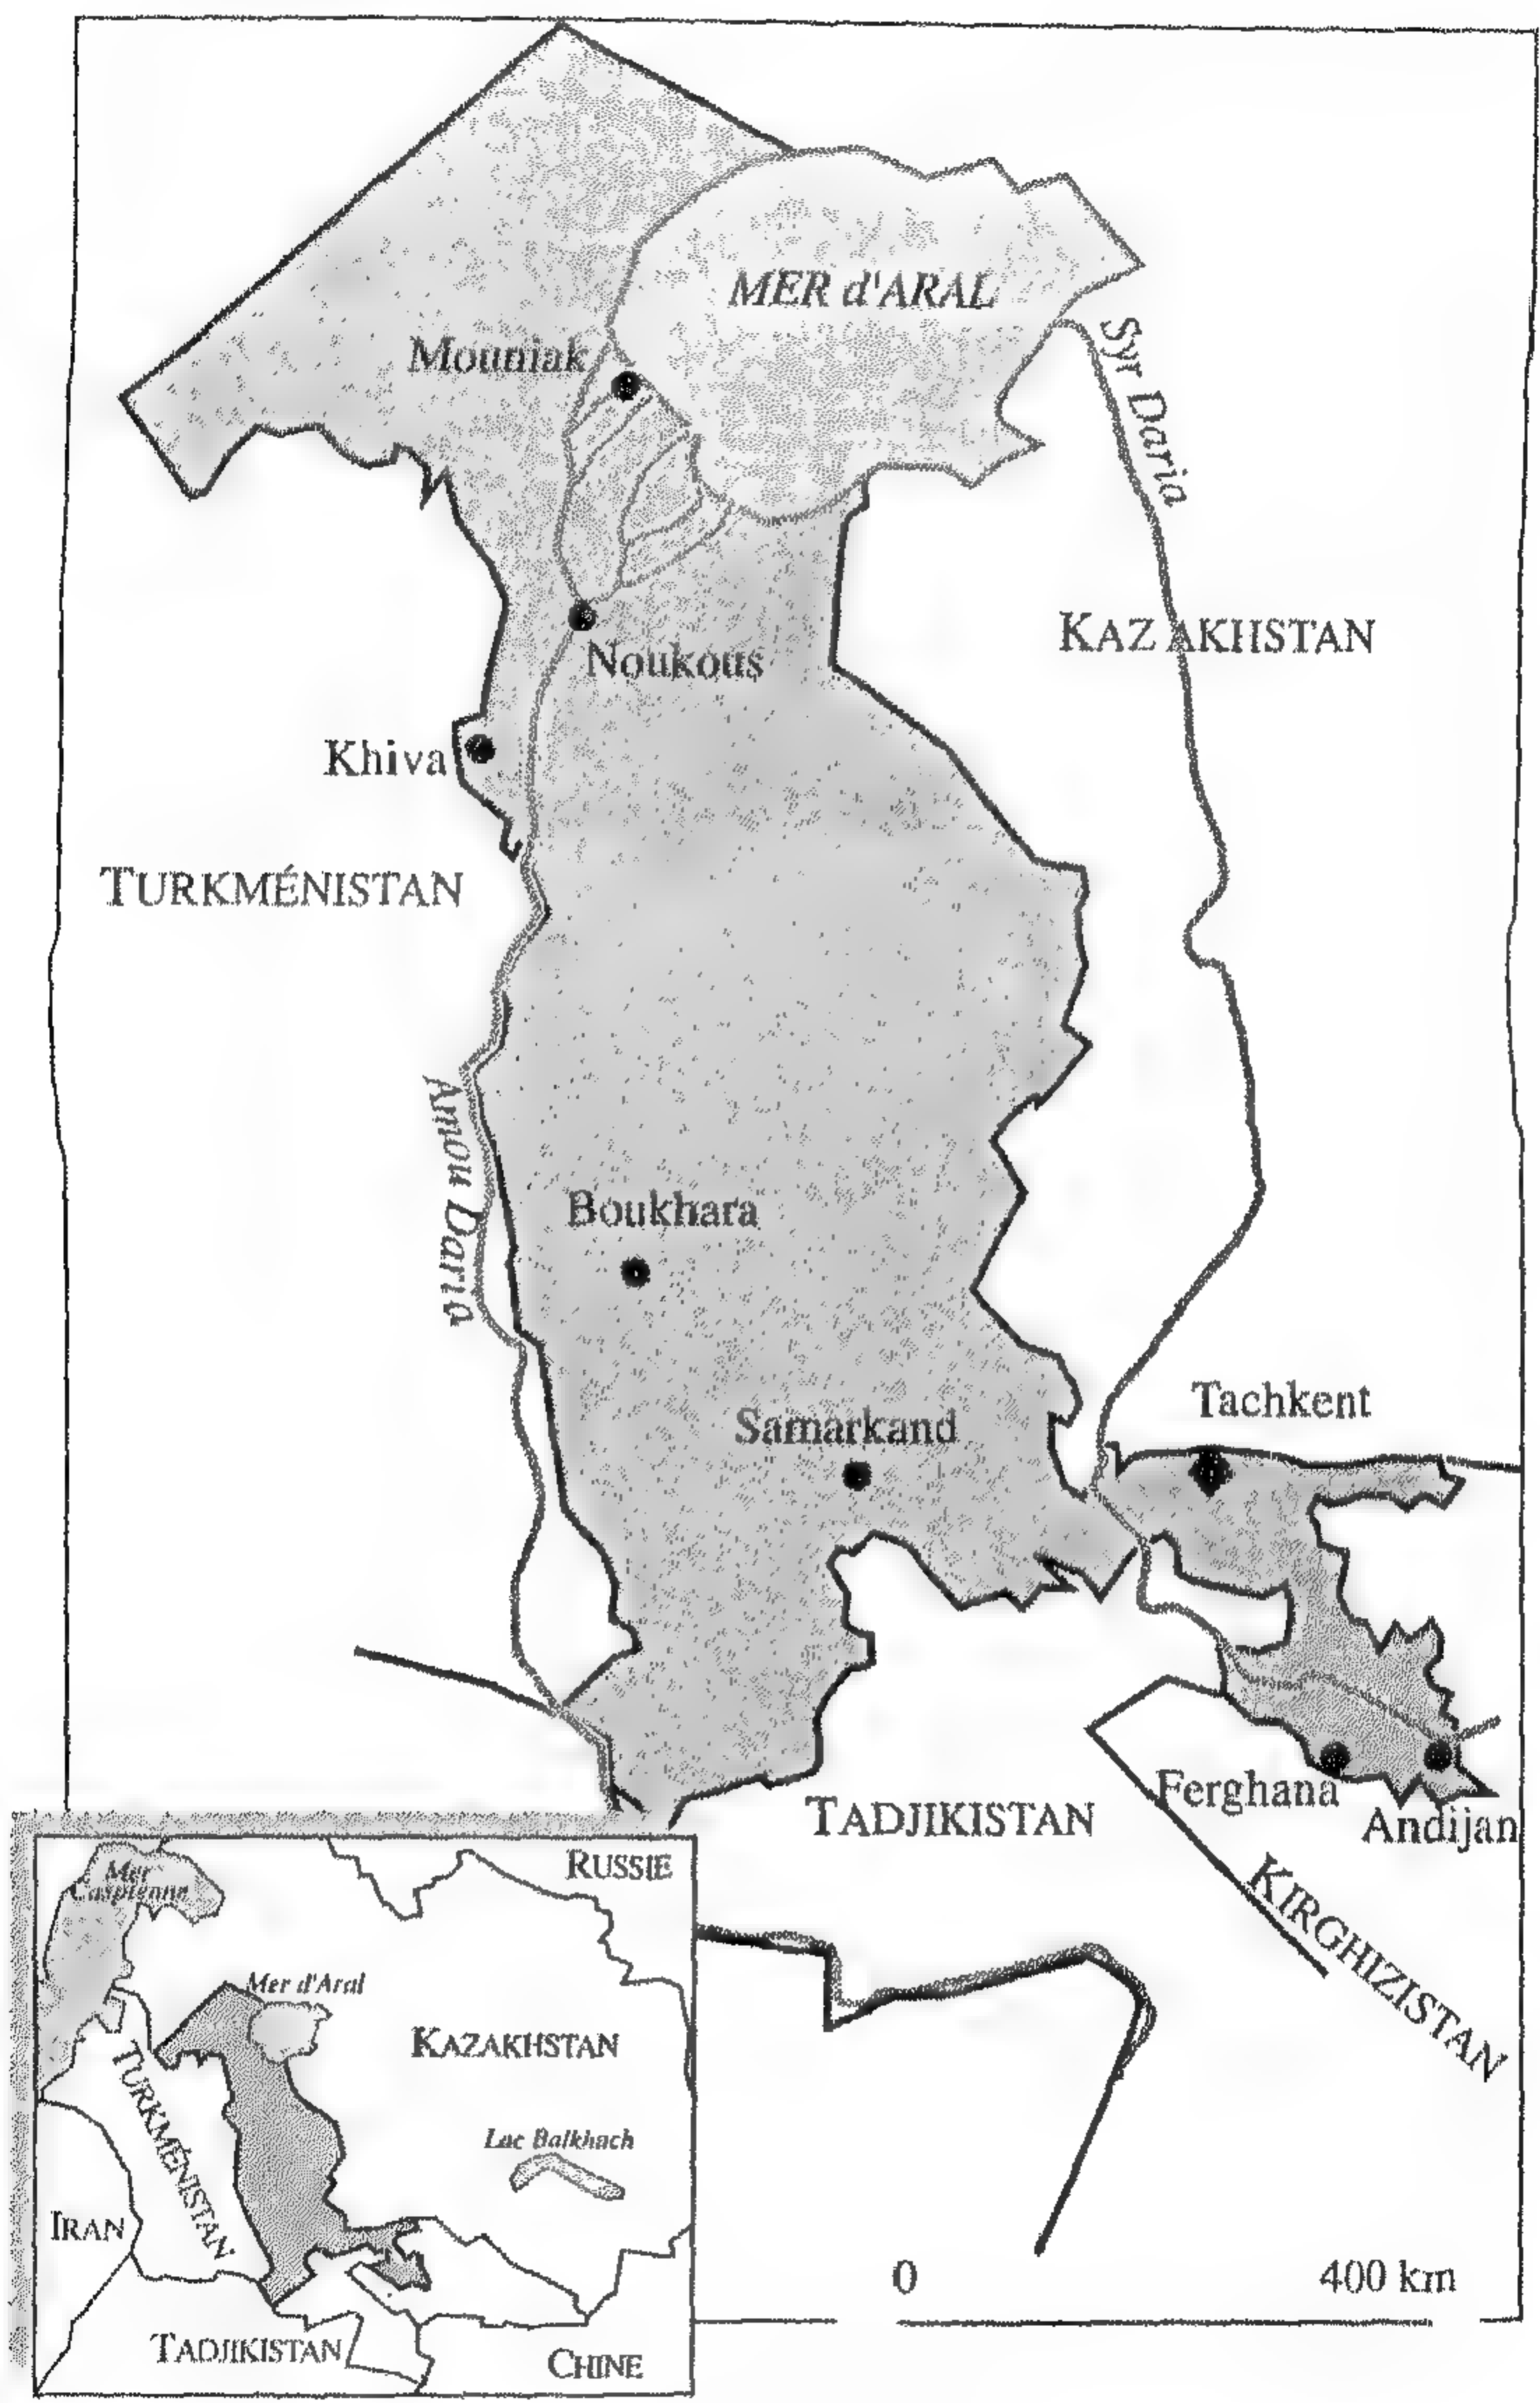 MER d'ARAL
Mouniak
Syr Daria
KAZAKHSTAN
Noukous
Khiva
TURKMÉNISTAN
Amou Daria
Boukhara
Samarkand
Tachkent
Ferghana
Andijan
TADJIKISTAN
KIRGHIZISTAN
RUSSIE
Mer
Caspienne
Mer d'Aral
KAZAKHSTAN
TURKMÉNISTAN
Lac Balkhach
IRAN
TADJIKISTAN
CHINE
0
400 km